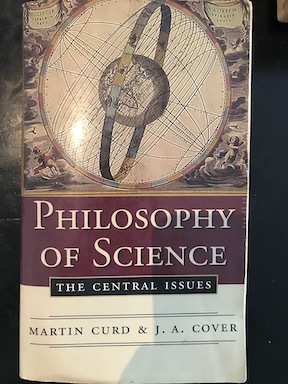 PHILOSOPHY
OF SCIENCE
THE CENTRAL ISSUES
MARTIN CURD & J. A. COVER